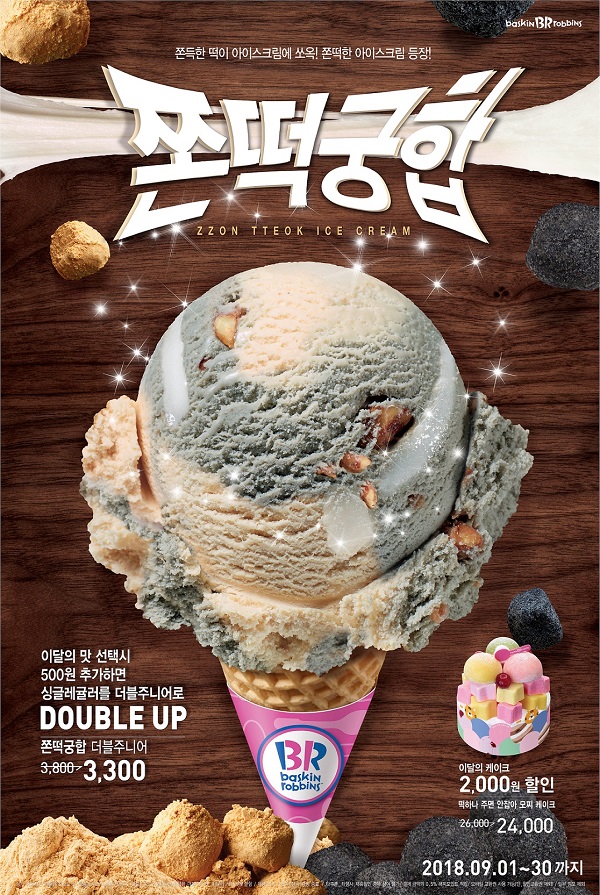 baskin BR robbins
쫀득한 떡이 아이스크림에 쏘옥! 쫀떡한 아이스크림 등장!
쫀떡궁합
ZZON TTEOK ICE CREAM
이달의 맛 선택시
500원 추가하면
싱글레귤러를 더블주니어로
DOUBLE UP
쫀떡궁합 더블주니어
3,800→3,300
BR
baskin
robbins
이달의 케이크
2,000원 할인
떡하나 주면 안잡아 모찌 케이크
26,000→24,000
2018.09.01~30까지